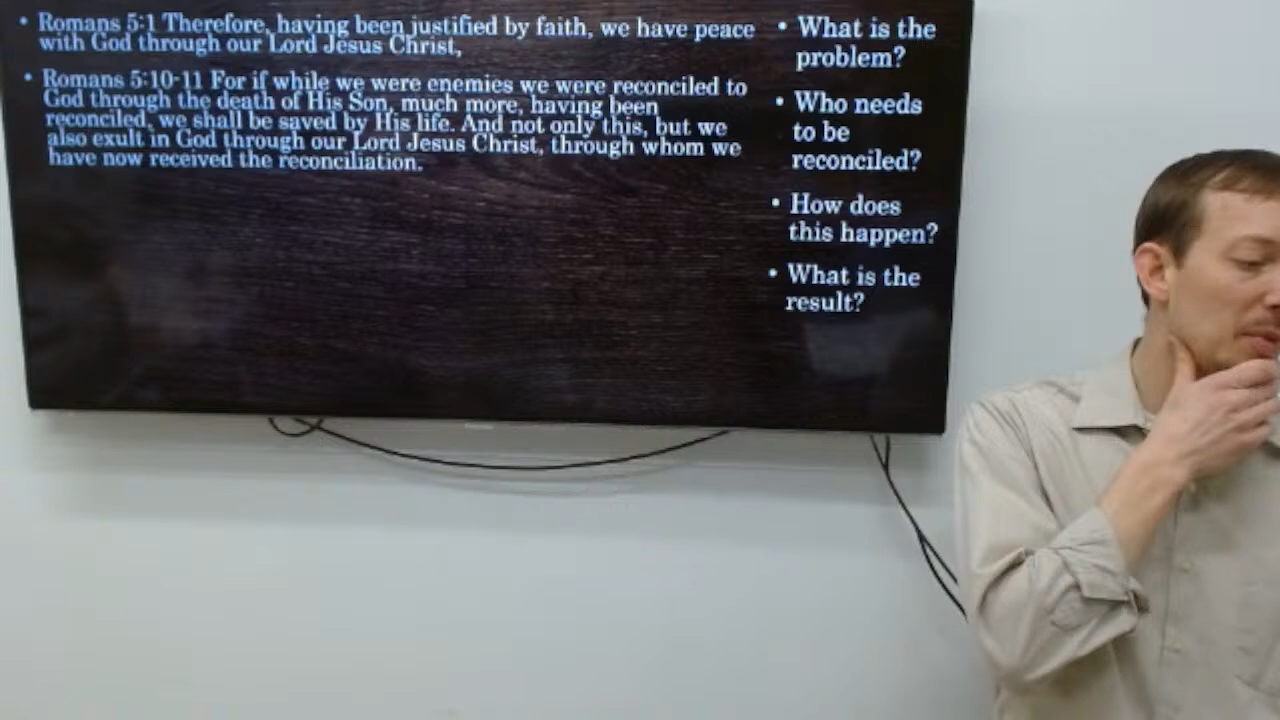 • Romans 5:1 Therefore, having been justified by faith, we have peace
with God through our Lord Jesus Christ,
• Romans 5:10-11 For if while we were enemies we were reconciled to
God through the death of His Son, much more, having been
reconciled, we shall be saved by His life. And not only this, but we
also exult in God through our Lord Jesus Christ, through whom we
have now received the reconciliation.
• What is the
problem?
• Who needs
to be
reconciled?
• How does
this happen?
• What is the
result?